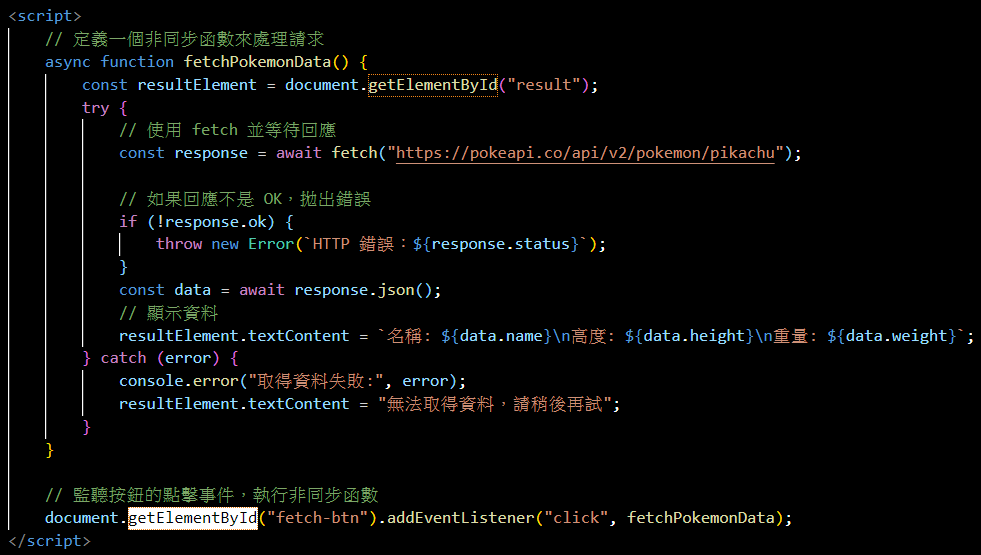 <script>
// 定義一個非同步函數來處理請求
async function fetchPokemonData() {
const resultElement = document.getElementById("result");
try {
// 使用 fetch 並等待回應
const response = await fetch("https://pokeapi.co/api/v2/pokemon/pikachu");
// 如果回應不是 OK，拋出錯誤
if (!response.ok) {
throw new Error(`HTTP 錯誤：${response.status}`);
}
const data = await response.json();
// 顯示資料
resultElement.textContent = `名稱: ${data.name}\n高度: ${data.height}\n重量: ${data.weight}`;
} catch (error) {
console.error("取得資料失敗:", error);
resultElement.textContent = "無法取得資料，請稍後再試";
}
}
// 監聽按鈕的點擊事件，執行非同步函數
document.getElementById("fetch-btn").addEventListener("click", fetchPokemonData);
</script>